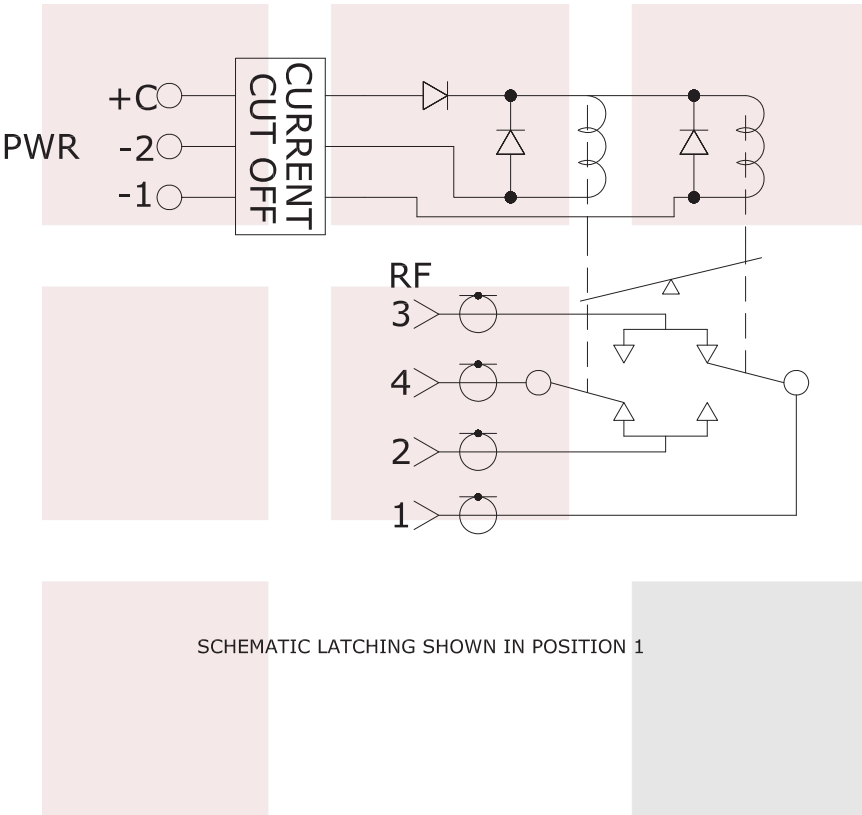 +C
PWR
-2
-1
CURRENT
CUT OFF
RF
3
4
2
1
SCHEMATIC LATCHING SHOWN IN POSITION 1